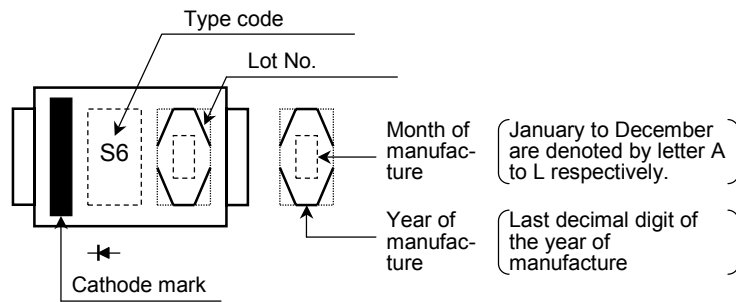 Type code
Lot No.
S6
Month of
manufac-
ture
January to December
are denoted by letter A
to L respectively.
Year of
manufac-
ture
Last decimal digit of
the year of
manufacture
Cathode mark